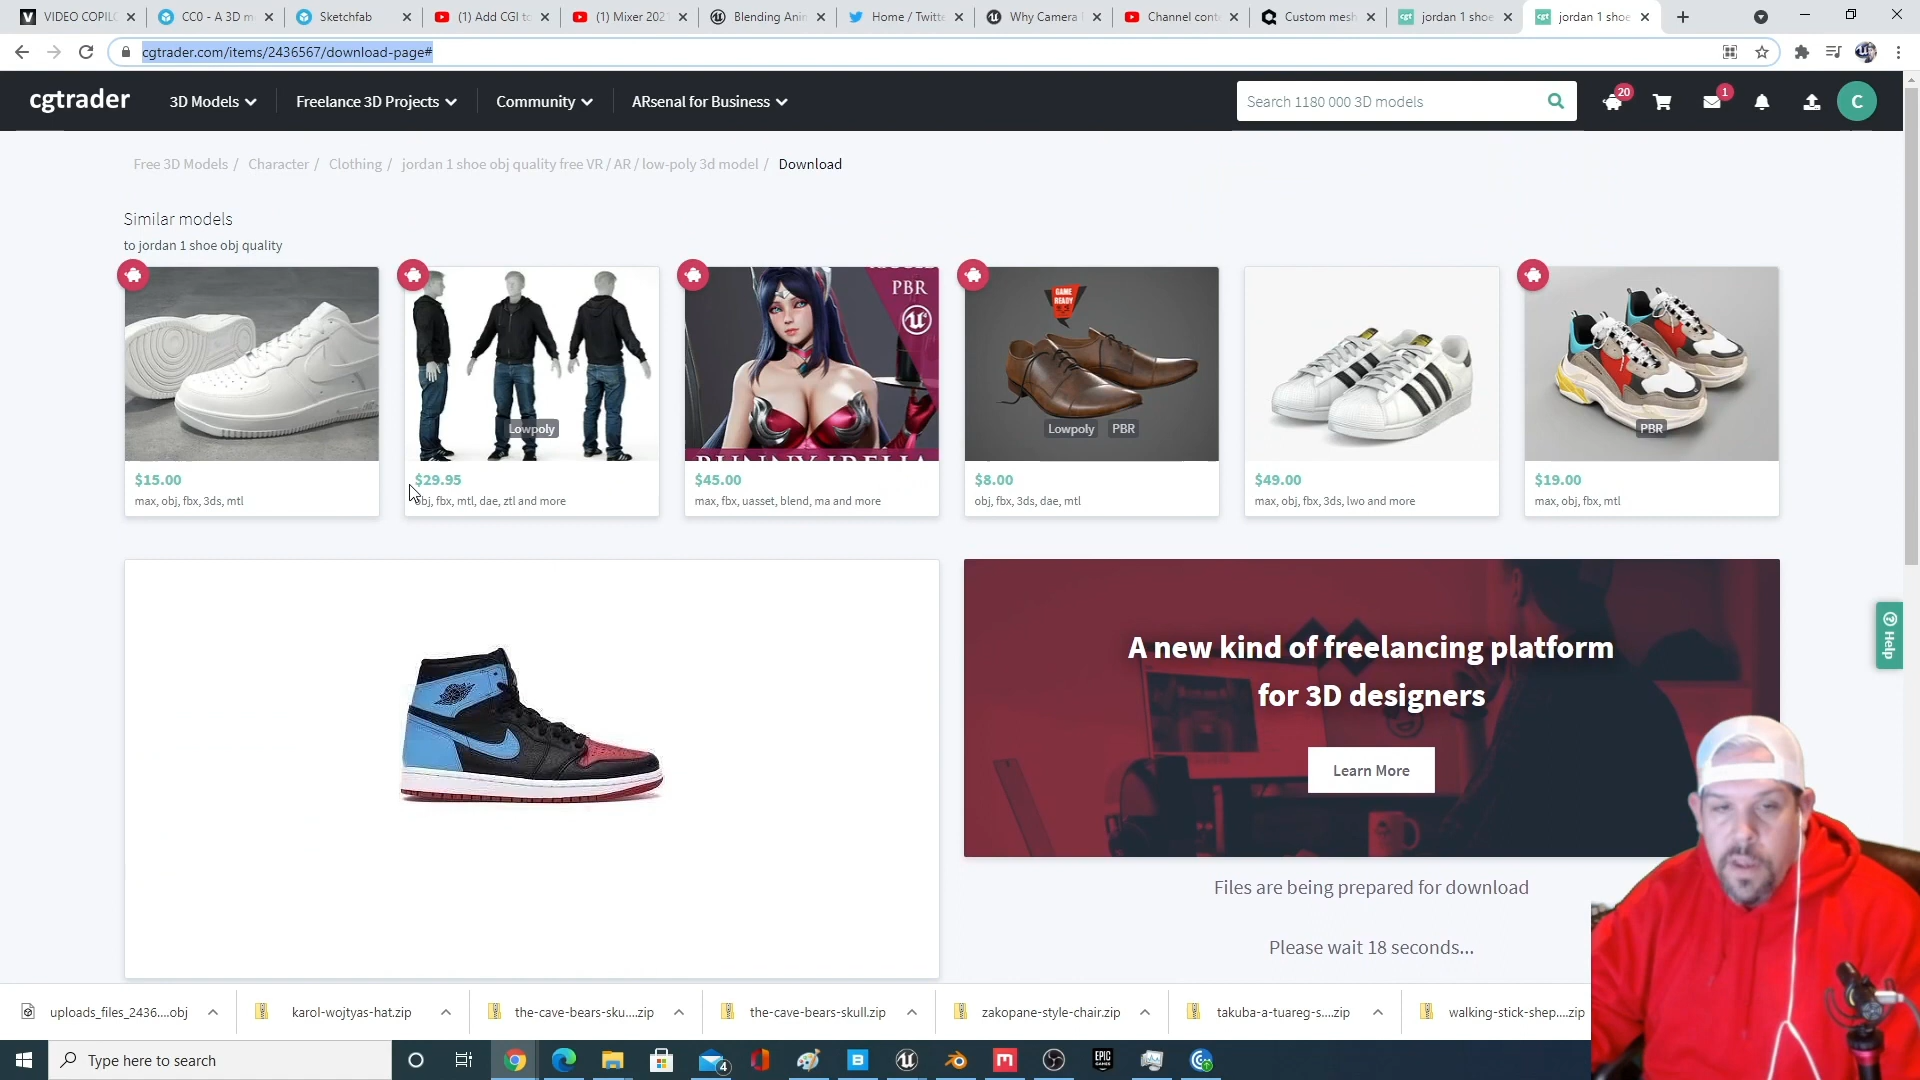 VIDEO COPILO
CC0 - A 3D m
Sketchfab
(1) Add CGI to
(1) Mixer 2021
Blending Anim
Home / Twitte
Why Camera
Channel conte
Custom mesh
jordan 1 shoe
jordan 1 shoe
cgtrader.com/items/2436567/download-page#
cgtrader
3D Models
Freelance 3D Projects
Community
ARsenal for Business
Search 1180 000 3D models
20
1
C
Free 3D Models / Character / Clothing / jordan 1 shoe obj quality free VR / AR / low-poly 3d model / Download
Similar models
to jordan 1 shoe obj quality
Lowpoly
PBR
GAME
READY
Lowpoly
PBR
PBR
$15.00
max, obj, fbx, 3ds, mtl
$29.95
obj, fbx, mtl, dae, ztl and more
$45.00
max, fbx, uasset, blend, ma and more
$8.00
obj, fbx, 3ds, dae, mtl
$49.00
max, obj, fbx, 3ds, lwo and more
$19.00
max, obj, fbx, mtl
Help
A new kind of freelancing platform
for 3D designers
Learn More
Files are being prepared for download
Please wait 18 seconds...
uploads_files_2436....obj
karol-wojtyas-hat.zip
the-cave-bears-sku....zip
the-cave-bears-skull.zip
zakopane-style-chair.zip
takuba-a-tuareg-s....zip
walking-stick-shep....zip
Type here to search
4
EPIC
GAMES